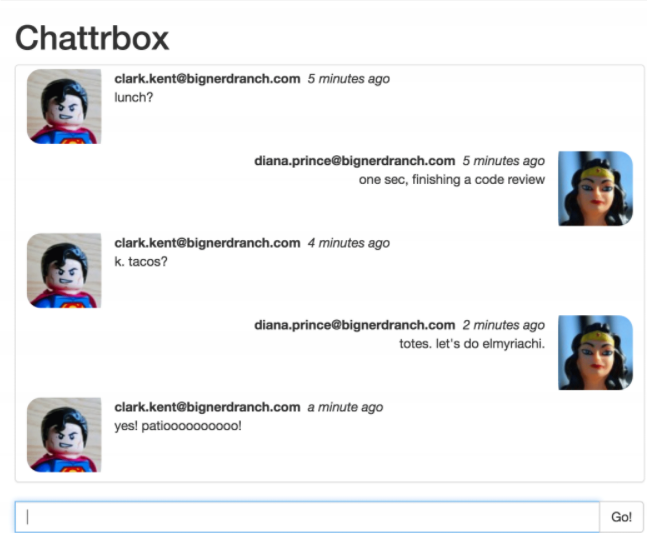 Chattrbox
clark.kent@bignerdranch.com 5 minutes ago
lunch?
diana.prince@bignerdranch.com 5 minutes ago
one sec, finishing a code review
clark.kent@bignerdranch.com 4 minutes ago
k. tacos?
diana.prince@bignerdranch.com 2 minutes ago
totes. let's do elmyriachi.
clark.kent@bignerdranch.com a minute ago
yes! patioooooooooo!
Go!